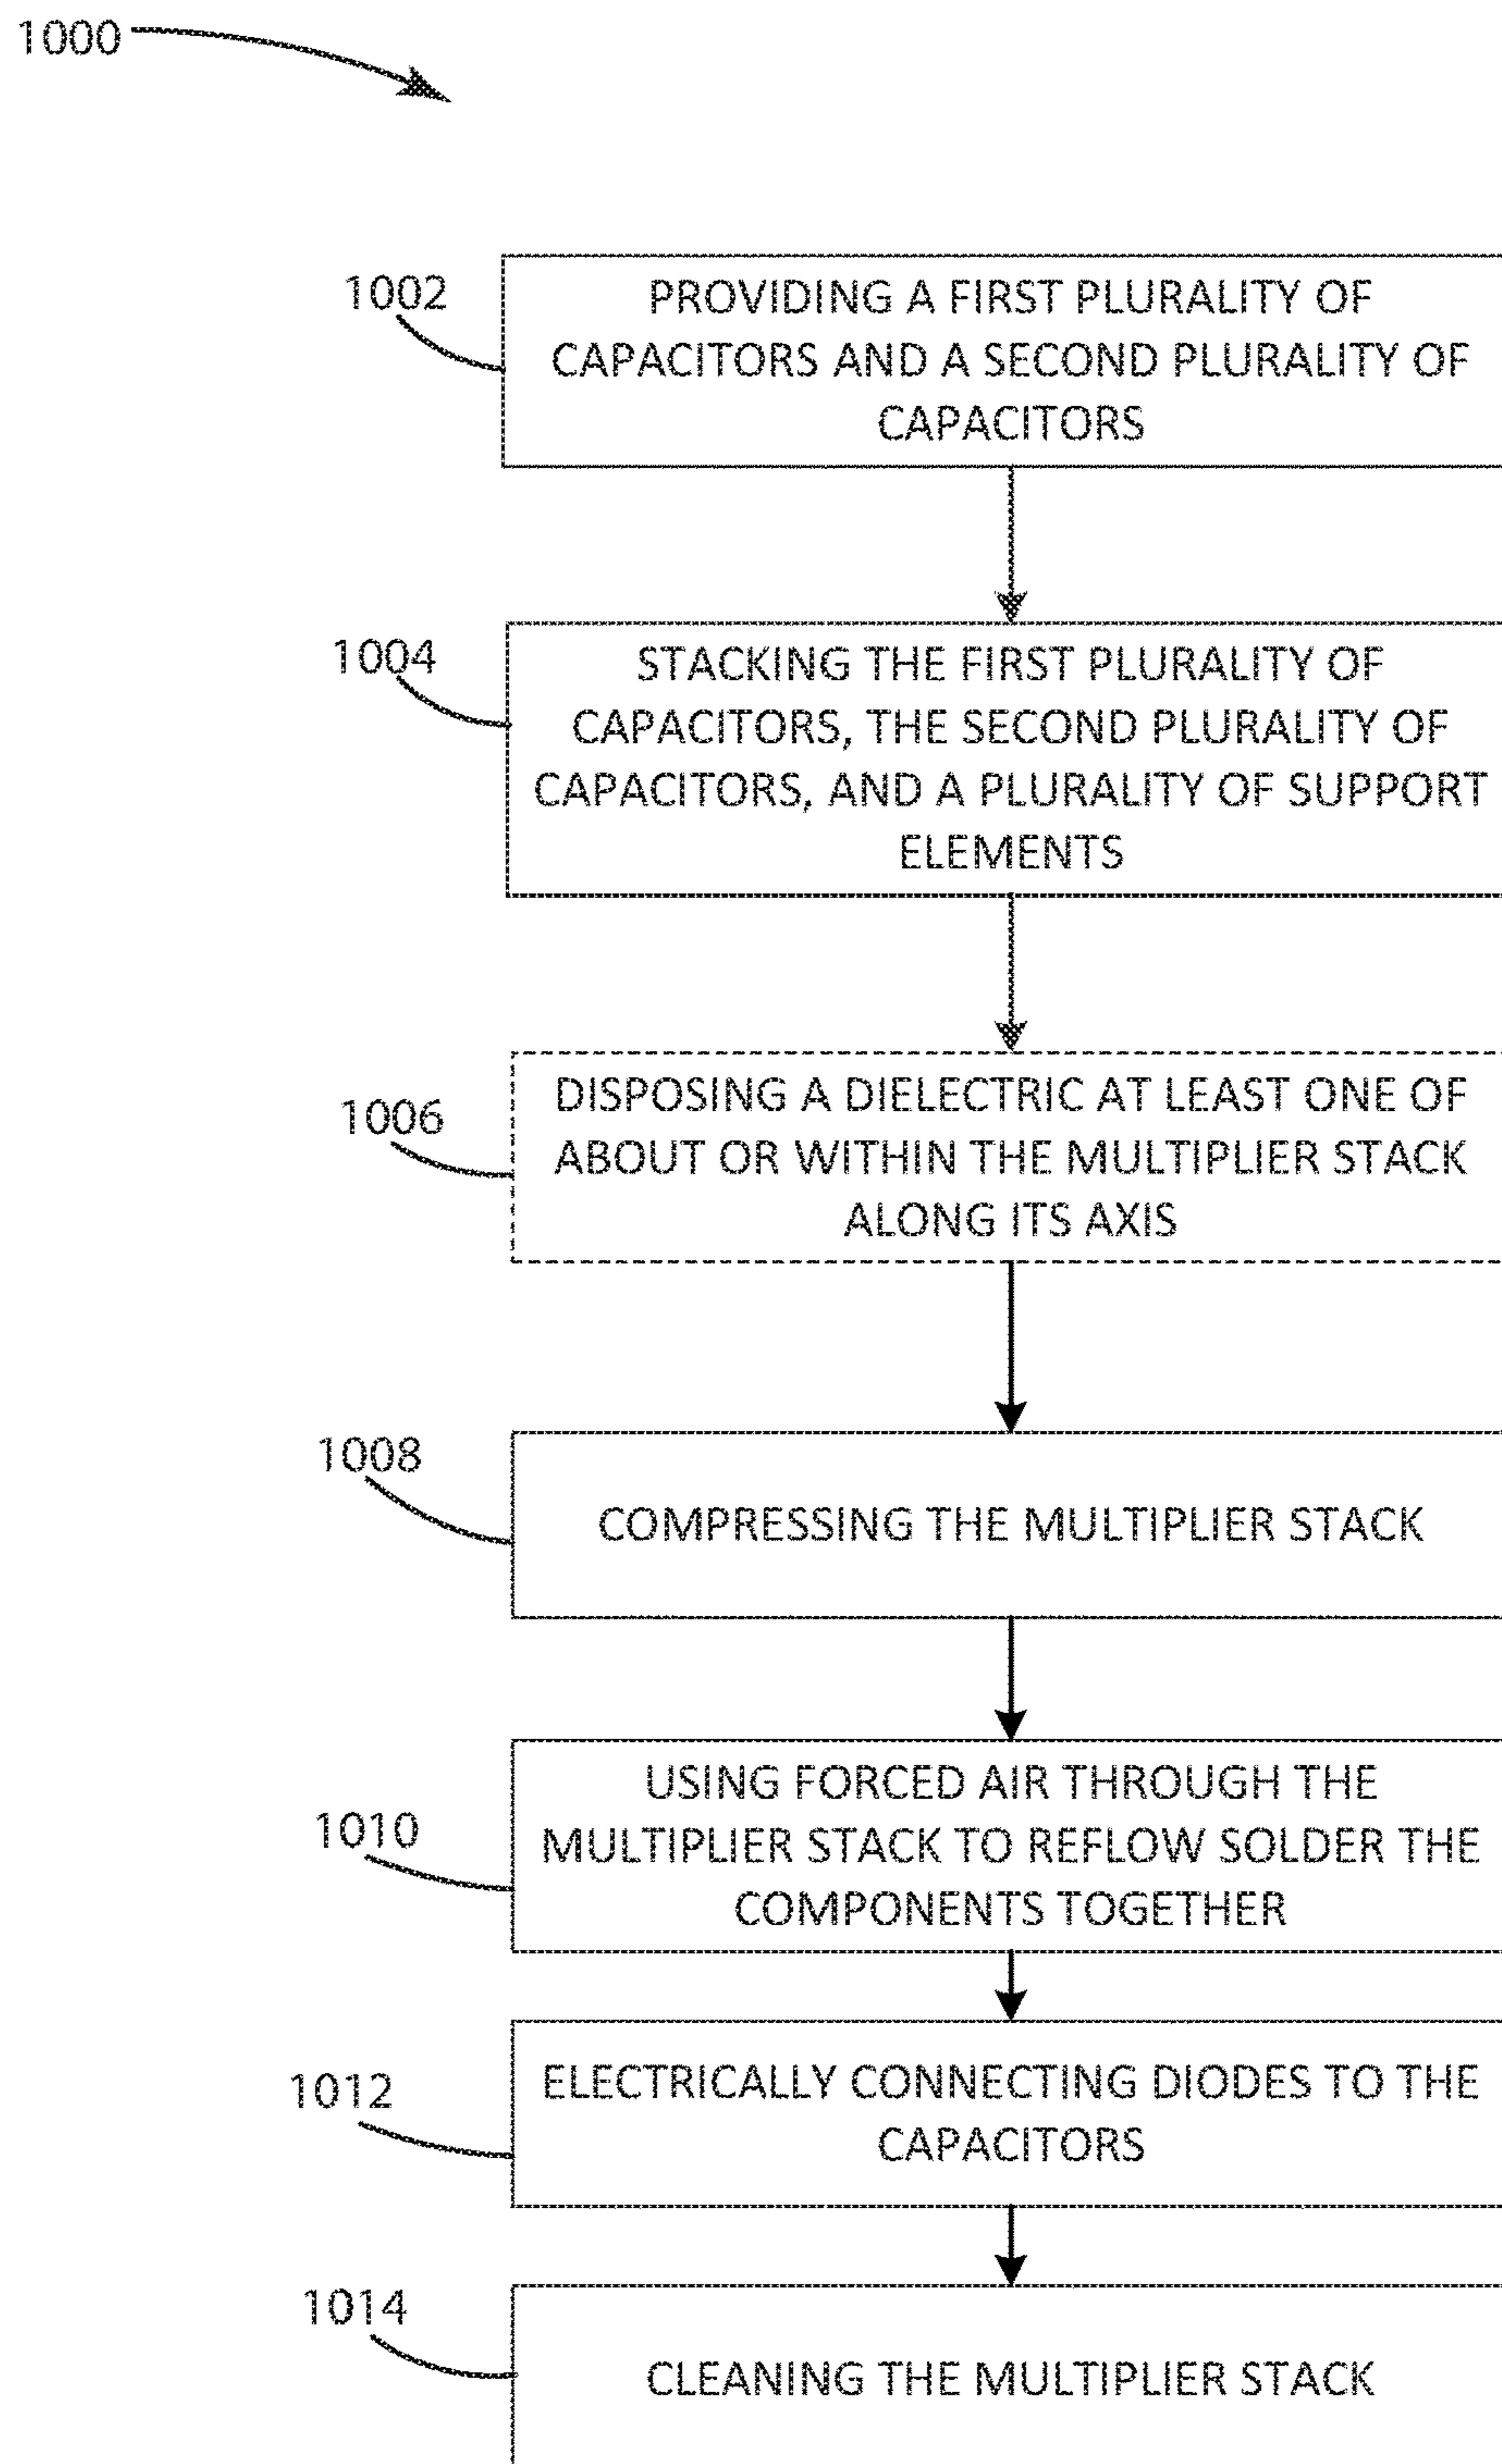 1000
1002
PROVIDING A FIRST PLURALITY OF
CAPACITORS AND A SECOND PLURALITY OF
CAPACITORS
1004
STACKING THE FIRST PLURALITY OF
CAPACITORS, THE SECOND PLURALITY OF
CAPACITORS, AND A PLURALITY OF SUPPORT
ELEMENTS
1006
DISPOSING A DIELECTRIC AT LEAST ONE OF
ABOUT OR WITHIN THE MULTIPLIER STACK
ALONG ITS AXIS
1008
COMPRESSING THE MULTIPLIER STACK
1010
USING FORCED AIR THROUGH THE
MULTIPLIER STACK TO REFLOW SOLDER THE
COMPONENTS TOGETHER
1012
ELECTRICALLY CONNECTING DIODES TO THE
CAPACITORS
1014
CLEANING THE MULTIPLIER STACK